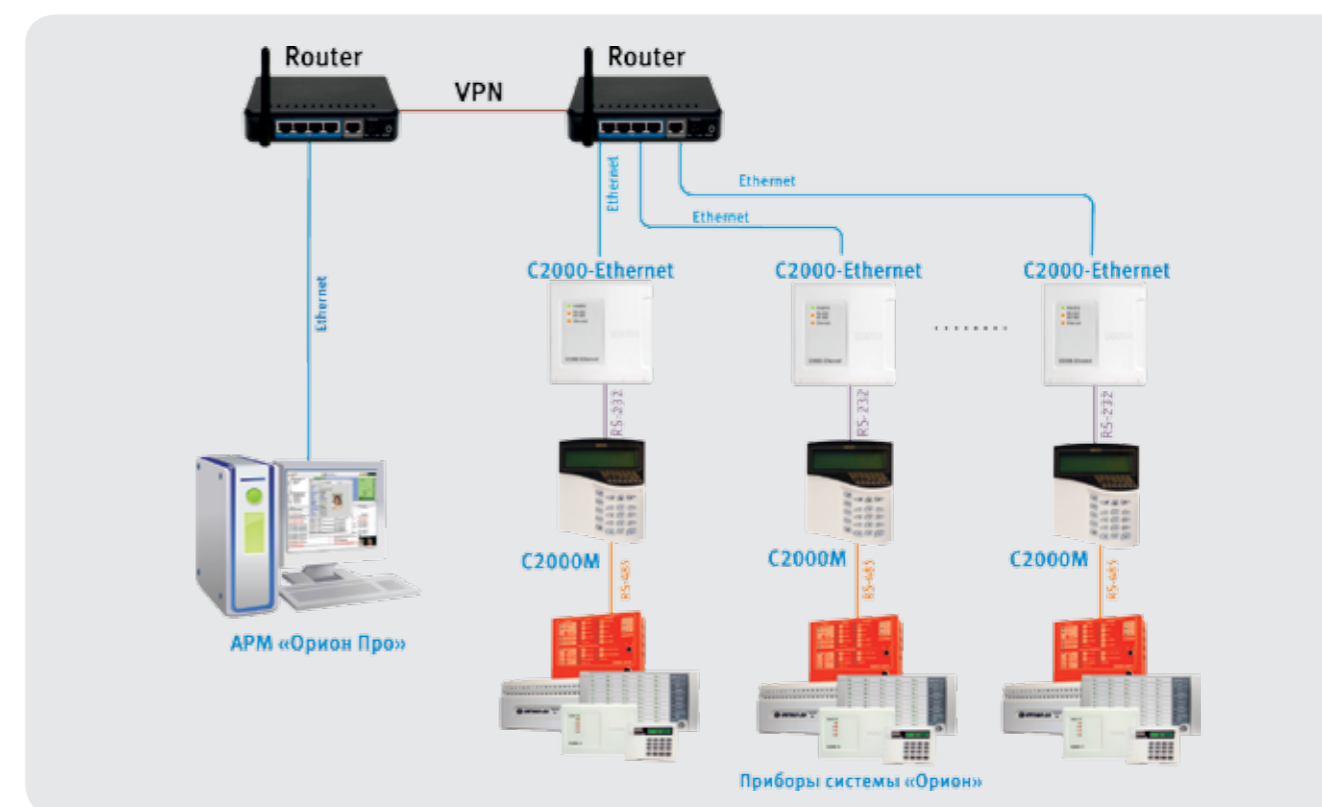 Router
Router
VPN
Ethernet
Ethernet
Ethernet
Ethernet
C2000-Ethernet
C2000-Ethernet
C2000-Ethernet
RS-232
RS-232
RS-232
C2000M
C2000M
C2000M
RS-485
RS-485
RS-485
АРМ «Орион Про»
Приборы системы «Орион»